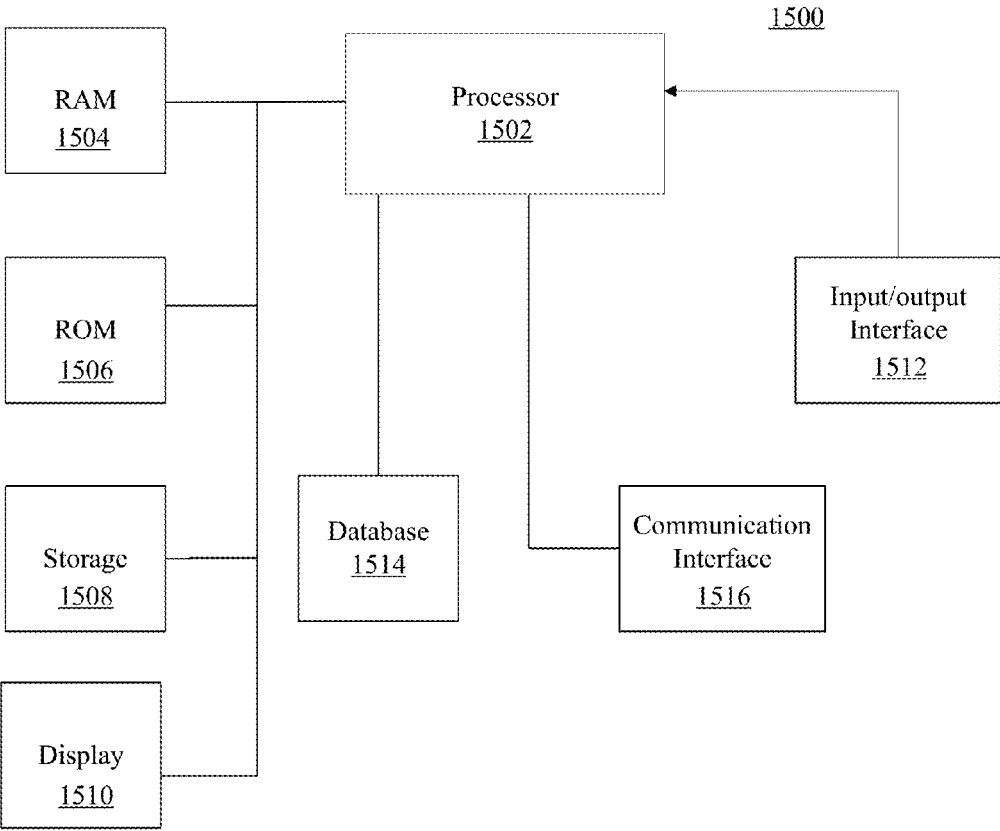 1500
RAM
1504
Processor
1502
ROM
1506
Input/output
Interface
1512
Storage
1508
Database
1514
Communication
Interface
1516
Display
1510